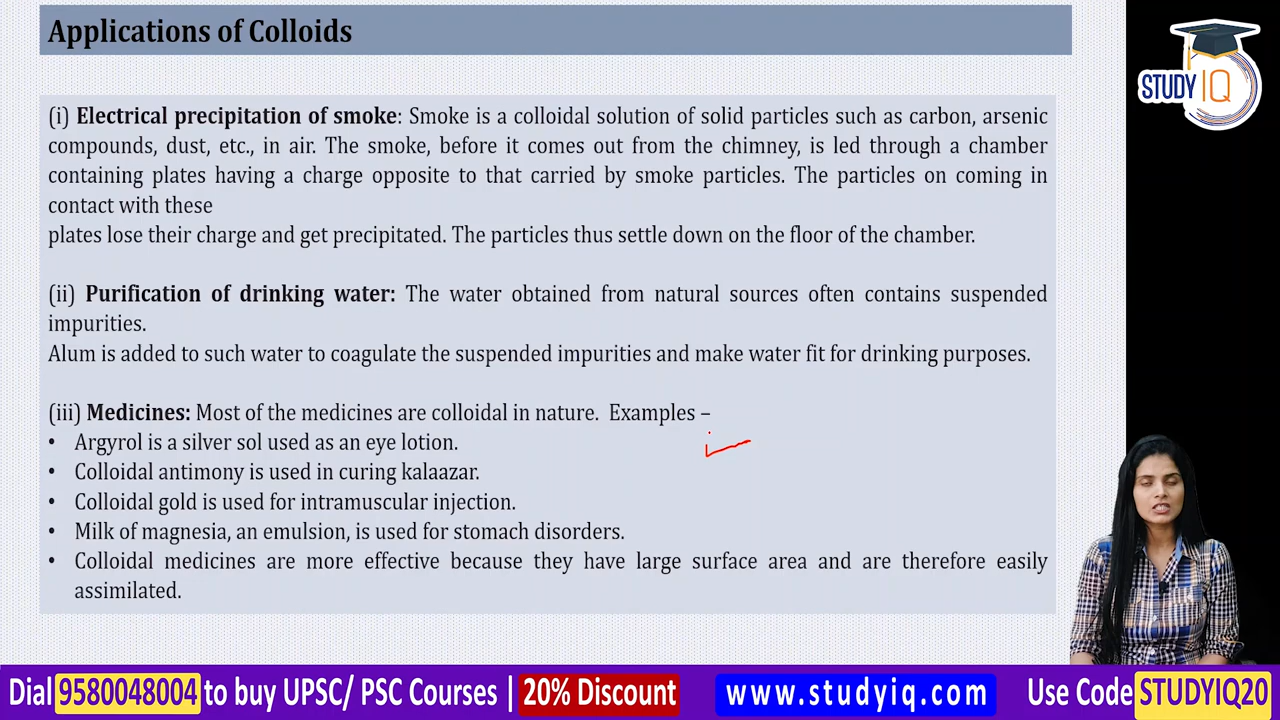 Applications of Colloids
STUDY IQ
(i) Electrical precipitation of smoke: Smoke is a colloidal solution of solid particles such as carbon, arsenic
compounds, dust, etc., in air. The smoke, before it comes out from the chimney, is led through a chamber
containing plates having a charge opposite to that carried by smoke particles. The particles on coming in
contact with these
plates lose their charge and get precipitated. The particles thus settle down on the floor of the chamber.
(ii) Purification of drinking water: The water obtained from natural sources often contains suspended
impurities.
Alum is added to such water to coagulate the suspended impurities and make water fit for drinking purposes.
(iii) Medicines: Most of the medicines are colloidal in nature. Examples –
• Argyrol is a silver sol used as an eye lotion.
• Colloidal antimony is used in curing kalaazar.
• Colloidal gold is used for intramuscular injection.
• Milk of magnesia, an emulsion, is used for stomach disorders.
• Colloidal medicines are more effective because they have large surface area and are therefore easily
assimilated.
Dial 9580048004 to buy UPSC/ PSC Courses | 20% Discount www.studyiq.com Use Code STUDYIQ20